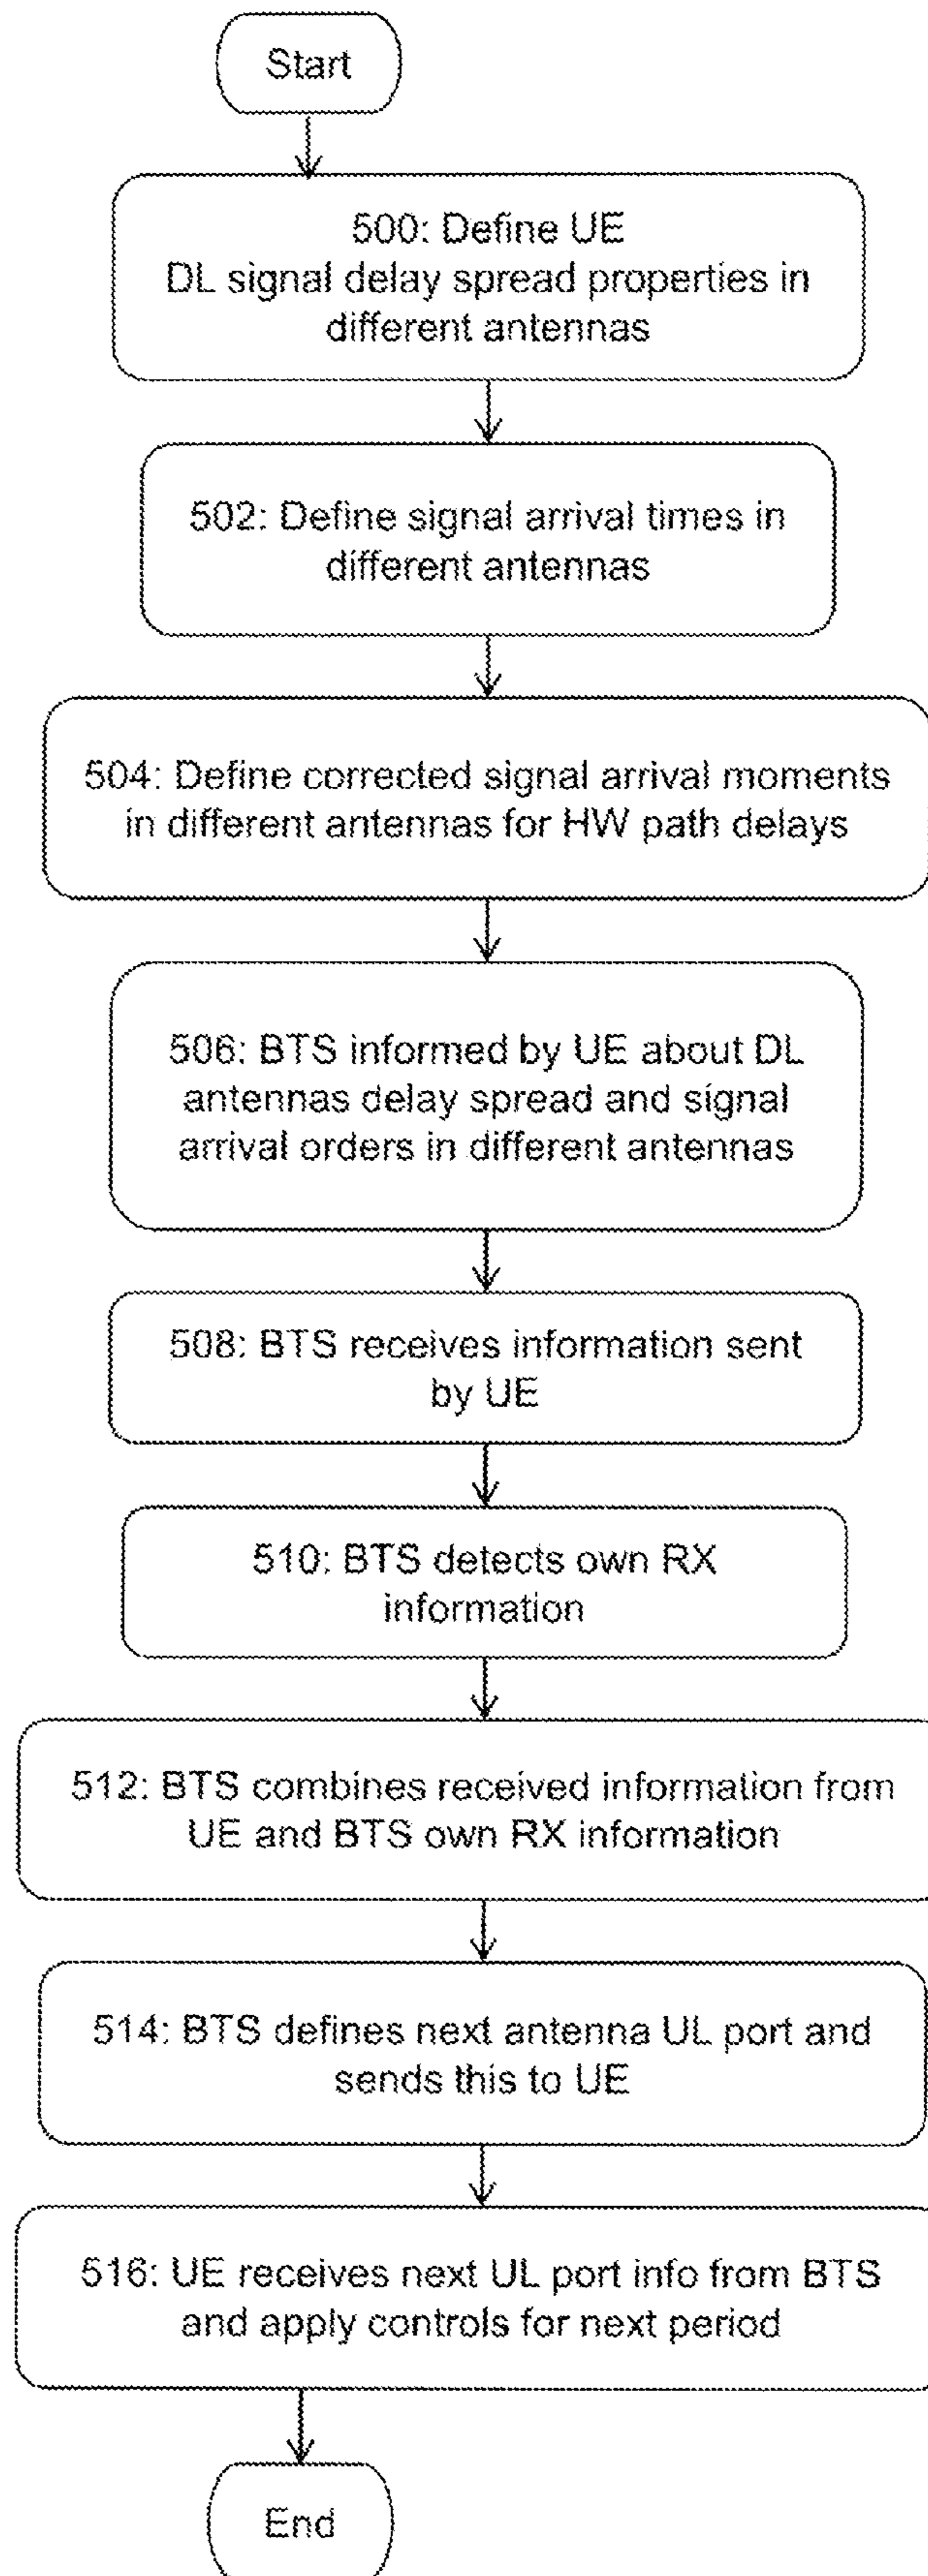 Start
500: Define UE
DL signal delay spread properties in
different antennas
502: Define signal arrival times in
different antennas
504: Define corrected signal arrival moments
in different antennas for HW path delays
506: BTS informed by UE about DL
antennas delay spread and signal
arrival orders in different antennas
508: BTS receives information sent
by UE
510: BTS detects own RX
information
512: BTS combines received information from
UE and BTS own RX information
514: BTS defines next antenna UL port and
sends this to UE
516: UE receives next UL port info from BTS
and apply controls for next period
End